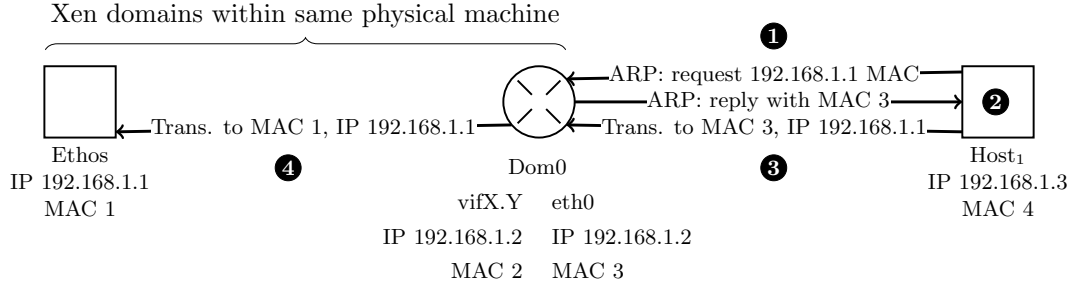 Xen domains within same physical machine
1
ARP: request 192.168.1.1 MAC
ARP: reply with MAC 3
2
Trans. to MAC 1, IP 192.168.1.1
Trans. to MAC 3, IP 192.168.1.1
4
3
Ethos
IP 192.168.1.1
MAC 1
Dom0
vifX.Y eth0
IP 192.168.1.2 IP 192.168.1.2
MAC 2 MAC 3
Host₁
IP 192.168.1.3
MAC 4